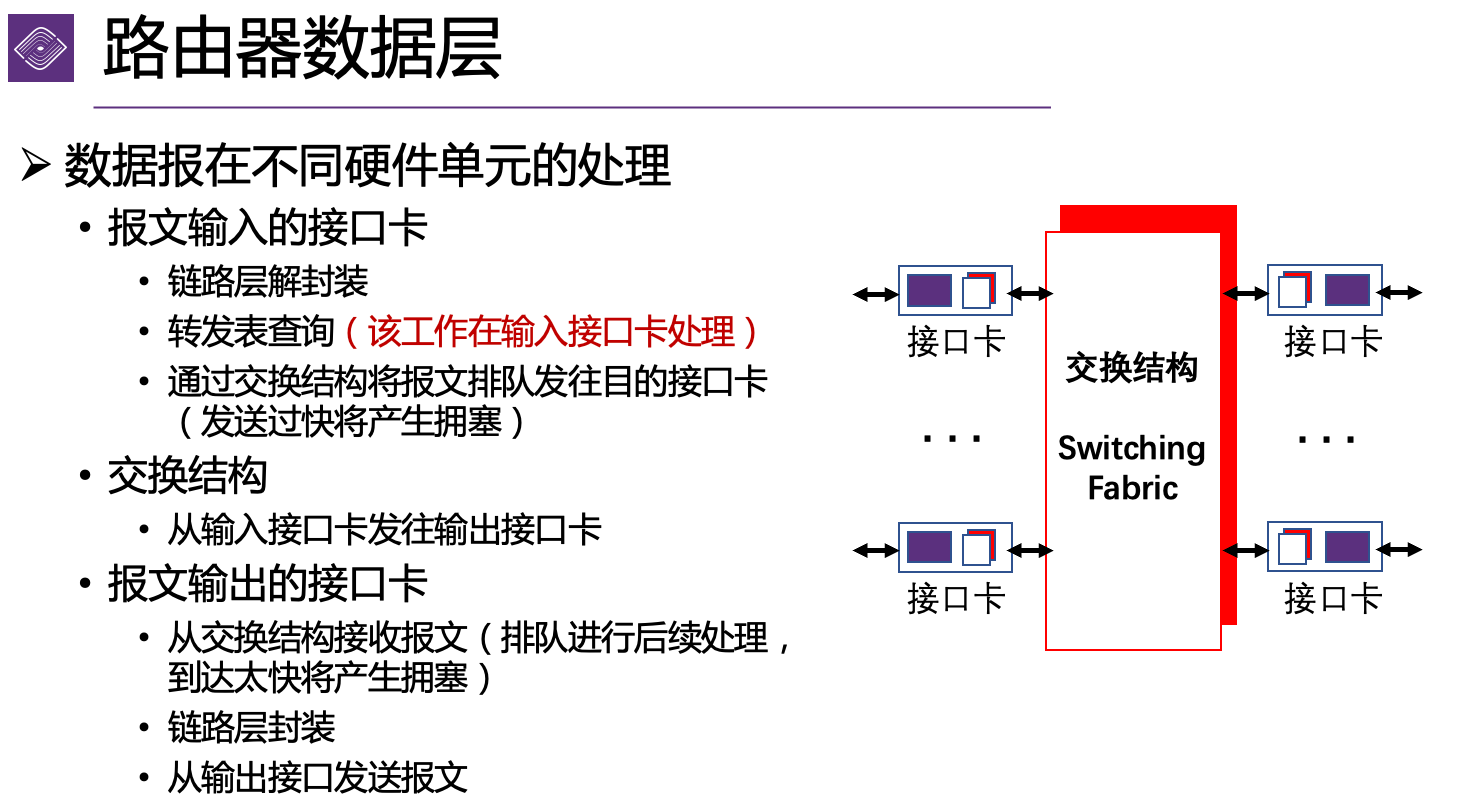 路由器数据层
➢ 数据报在不同硬件单元的处理
• 报文输入的接口卡
• 链路层解封装
• 转发表查询（该工作在输入接口卡处理）
• 通过交换结构将报文排队发往目的接口卡
（发送过快将产生拥塞）
• 交换结构
• 从输入接口卡发往输出接口卡
• 报文输出的接口卡
• 从交换结构接收报文（排队进行后续处理，
到达太快将产生拥塞）
• 链路层封装
• 从输出接口发送报文
接口卡
接口卡
交换结构
· · ·
· · ·
Switching
Fabric
接口卡
接口卡